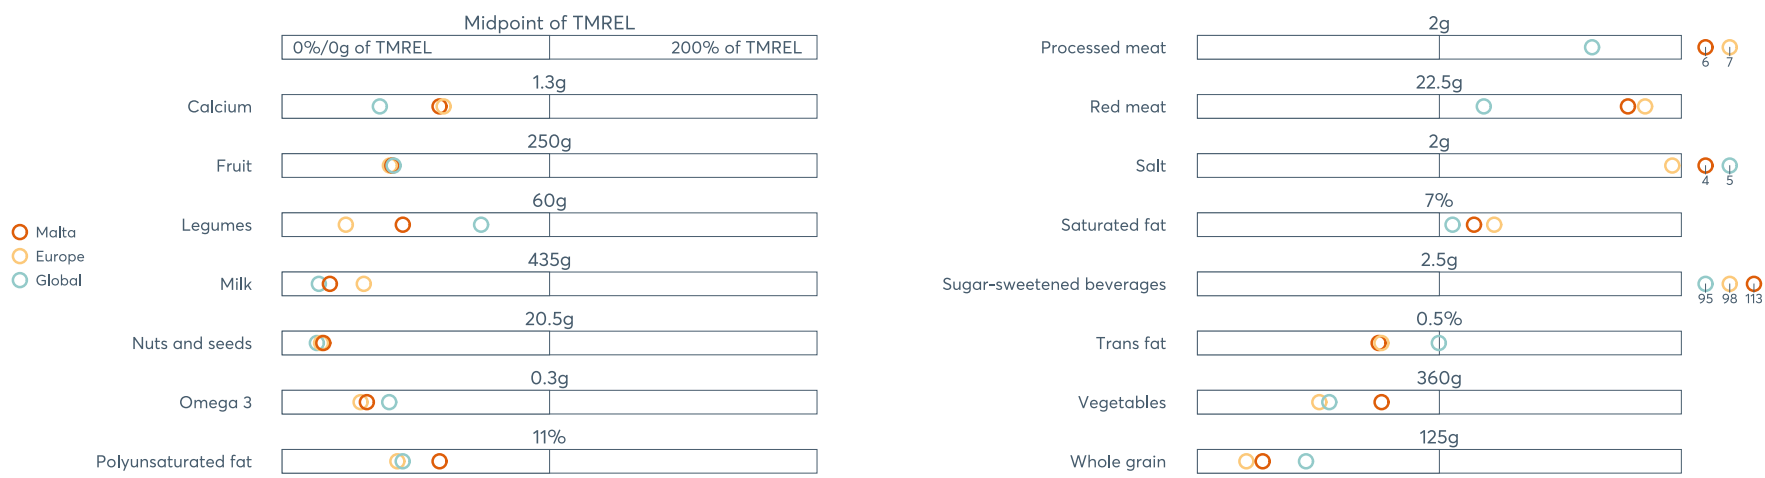 Midpoint of TMREL
0%/0g of TMREL
200% of TMREL
1.3g
Calcium
250g
Fruit
60g
Legumes
435g
Milk
20.5g
Nuts and seeds
0.3g
Omega 3
11%
Polyunsaturated fat
Malta
Europe
Global
2g
Processed meat
6 7
22.5g
Red meat
2g
Salt
4 5
7%
Saturated fat
2.5g
Sugar-sweetened beverages
95 98 113
0.5%
Trans fat
360g
Vegetables
125g
Whole grain